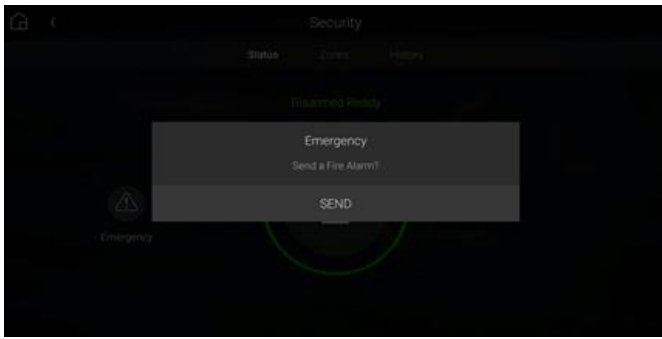 Security
Status Zones History
Disarmed Ready
Emergency
Send a Fire Alarm?
SEND
Emergency